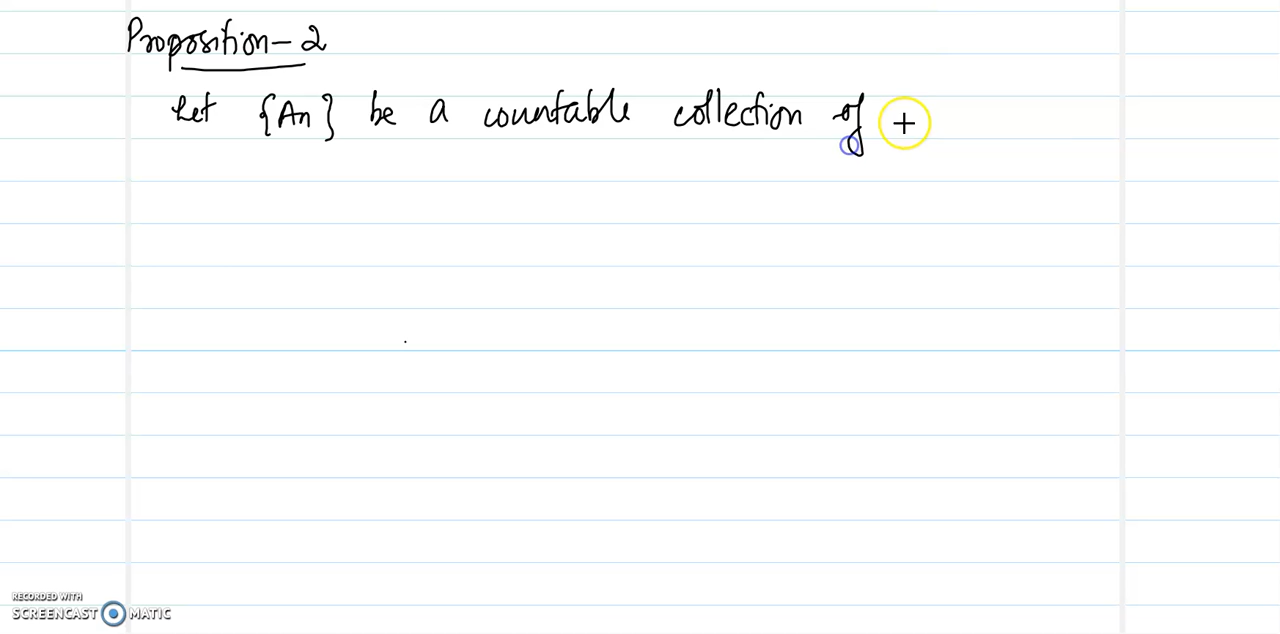 Proposition-2
Let {An} be a countable collection of
RECORDED WITH
SCREENCAST MATIC